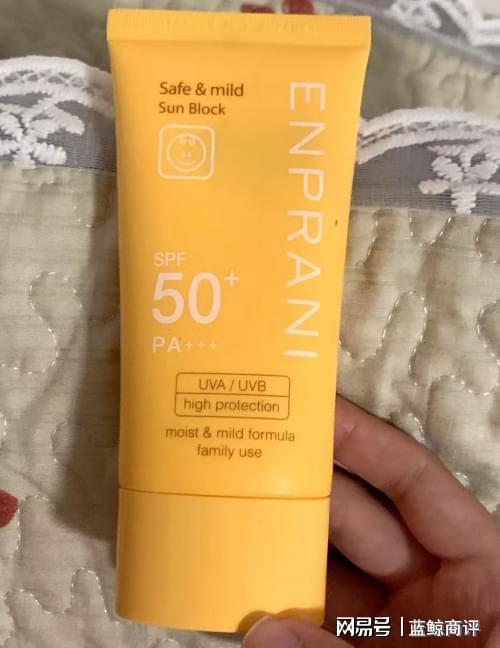 Safe & mild
Sun Block
ENPRANI
SPF
50+
PA+++
UVA / UVB
high protection
moist & mild formula
family use
网易号 | 蓝鲸商评